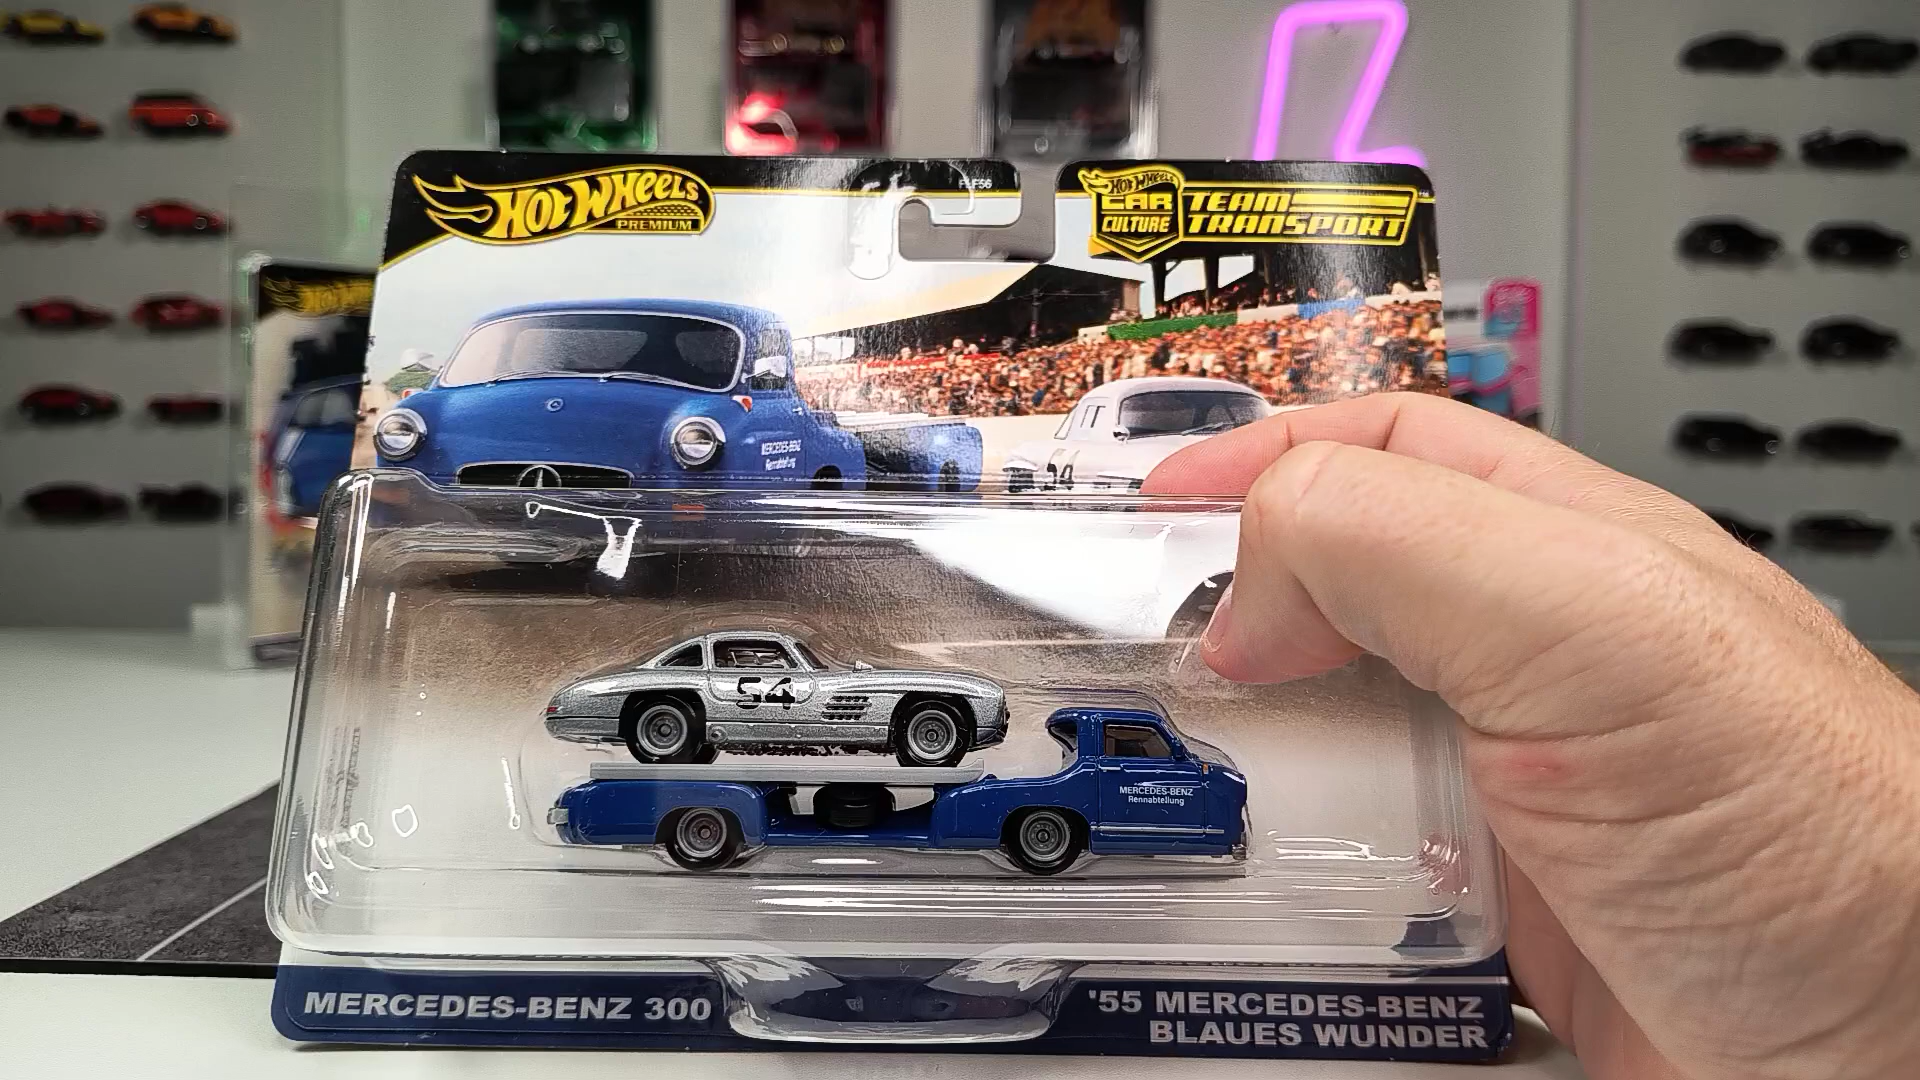 HOT WHEELS
PREMIUM
FLF56
HOT WHEELS
CAR
CULTURE
TEAM
TRANSPORT
MERCEDES-BENZ
Rennabteilung
54
54
MERCEDES-BENZ
Rennabteilung
MERCEDES-BENZ 300
'55 MERCEDES-BENZ
BLAUES WUNDER